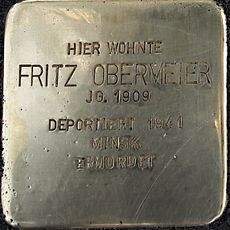 HIER WOHNTE
FRITZ OBERMEIER
JG. 1909
DEPORTIERT 1941
MINSK
ERMORDET